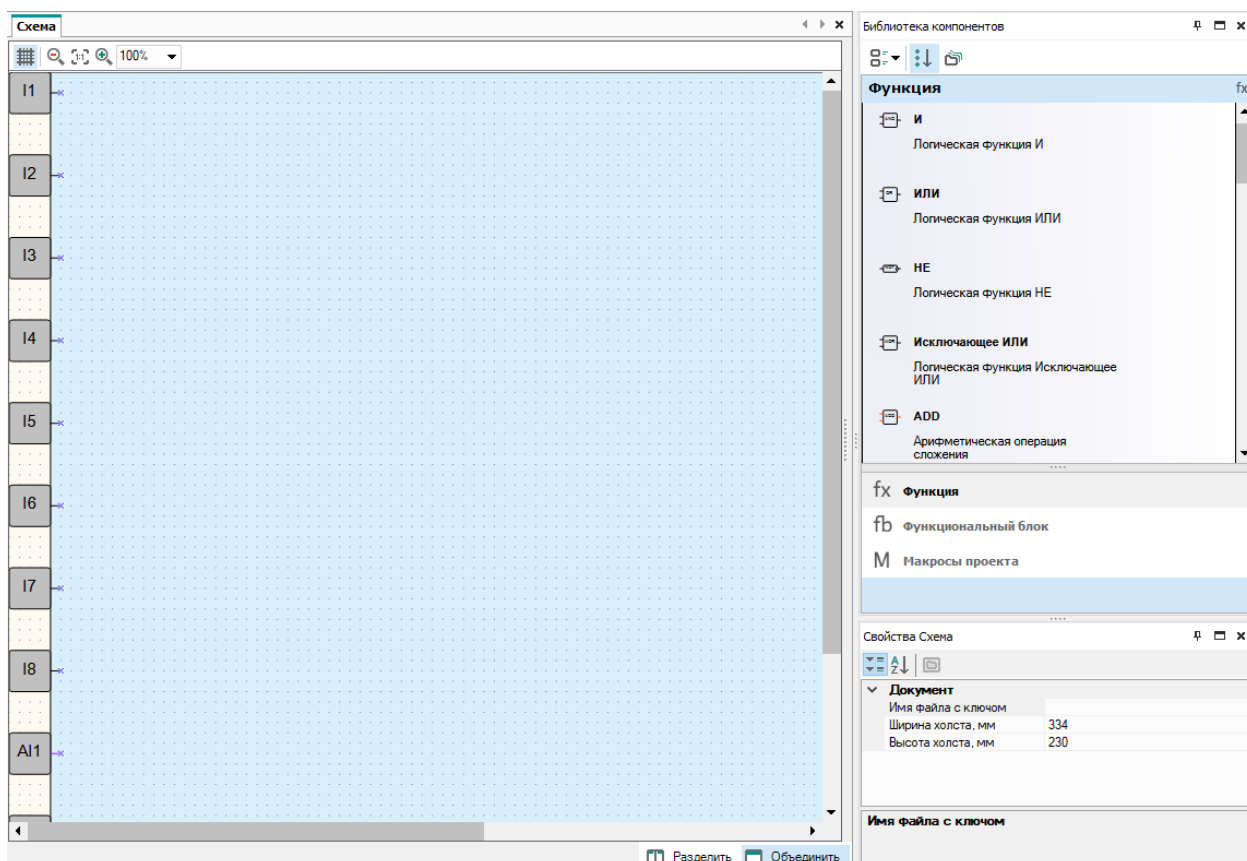 Схема
100%
I1
I2
I3
I4
I5
I6
I7
I8
AI1
Разделить Объединить
Библиотека компонентов
Функция fx
И
Логическая функция И
ИЛИ
Логическая функция ИЛИ
НЕ
Логическая функция НЕ
Исключающее ИЛИ
Логическая функция Исключающее
ИЛИ
ADD
Арифметическая операция
сложения
fx Функция
fb Функциональный блок
M Макросы проекта
Свойства Схема
Документ
Имя файла с ключом
Ширина холста, мм 334
Высота холста, мм 230
Имя файла с ключом